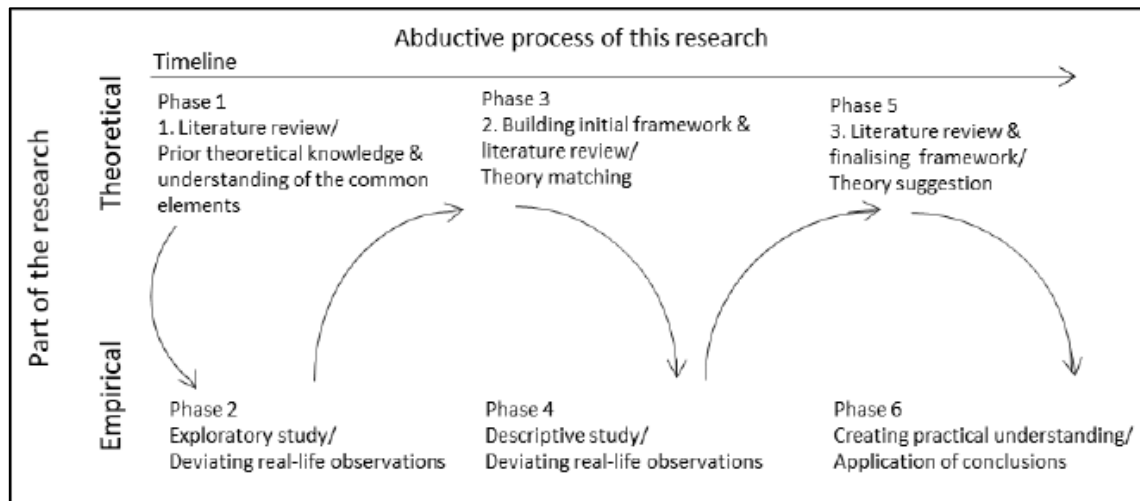 Abductive process of this research
Timeline
Part of the research
Theoretical
Phase 1
1. Literature review/
Prior theoretical knowledge &
understanding of the common
elements
Phase 3
2. Building initial framework &
literature review/
Theory matching
Phase 5
3. Literature review &
finalising framework/
Theory suggestion
Empirical
Phase 2
Exploratory study/
Deviating real-life observations
Phase 4
Descriptive study/
Deviating real-life observations
Phase 6
Creating practical understanding/
Application of conclusions